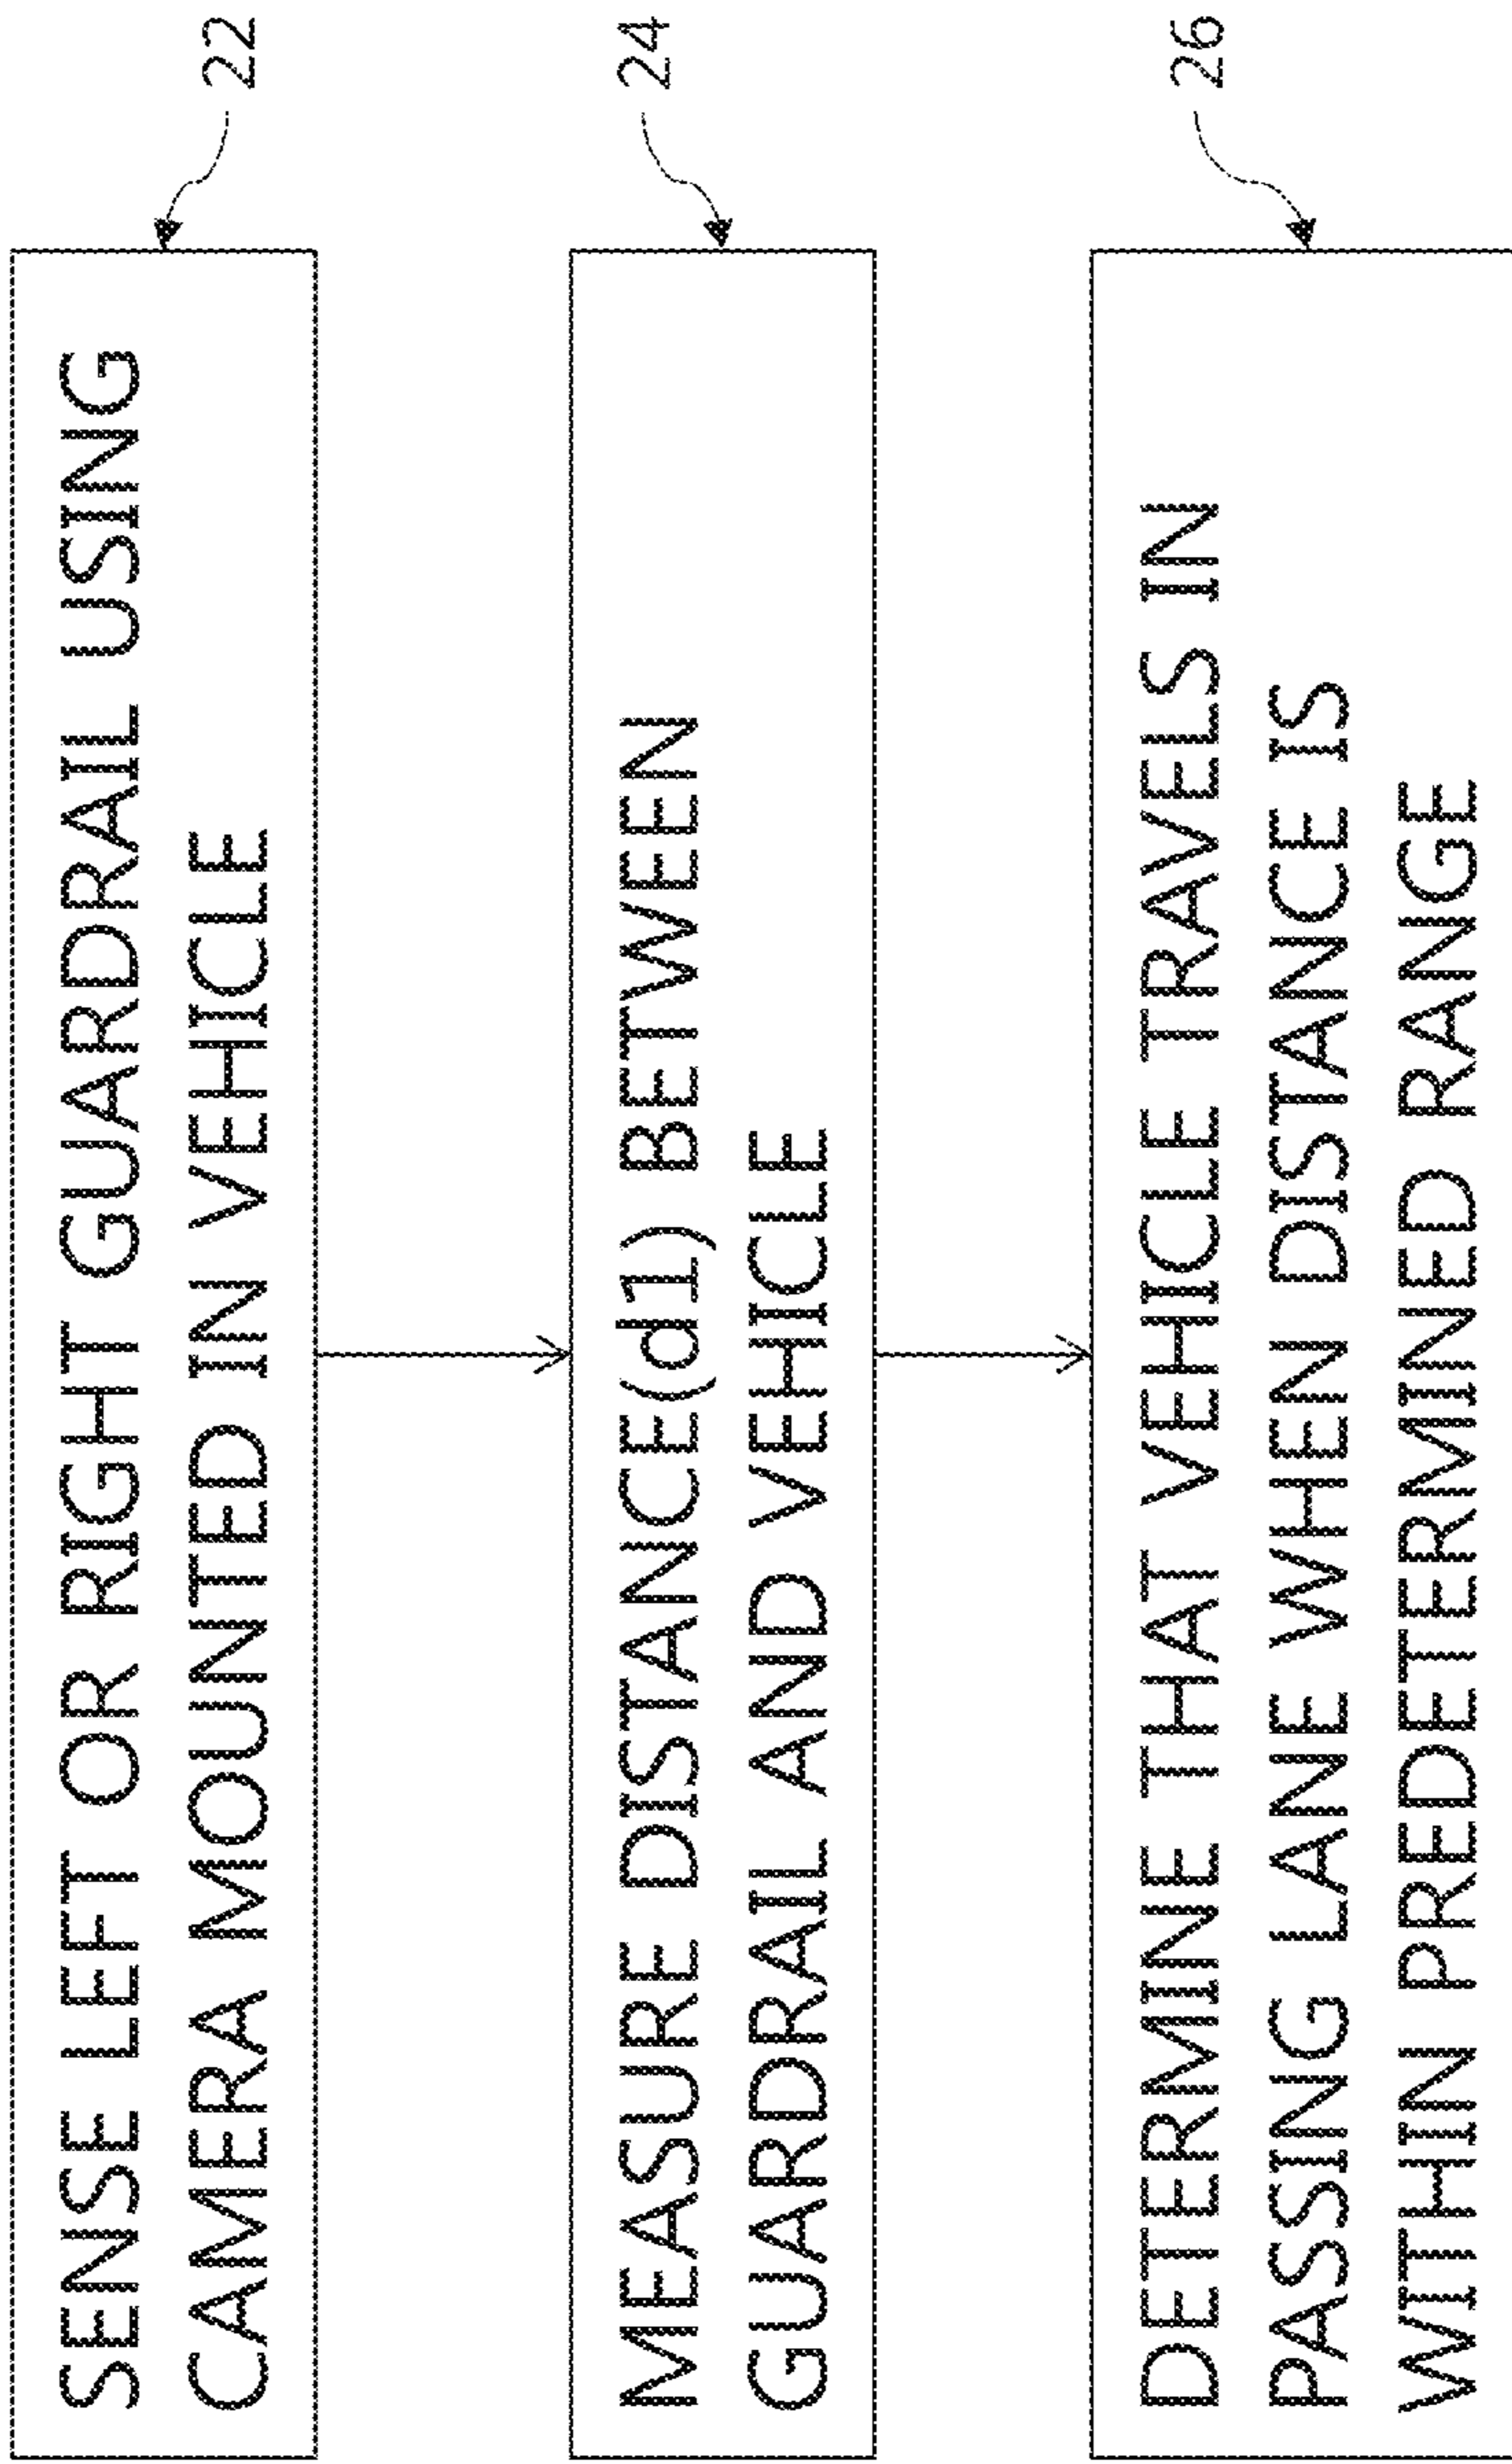 SENSE LEFT OR RIGHT GUARDRAIL USING
CAMERA MOUNTED IN VEHICLE
22
MEASURE DISTANCE(d1) BETWEEN
GUARDRAIL AND VEHICLE
24
DETERMINE THAT VEHICLE TRAVELS IN
PASSING LANE WHEN DISTANCE IS
WITHIN PREDETERMINED RANGE
26